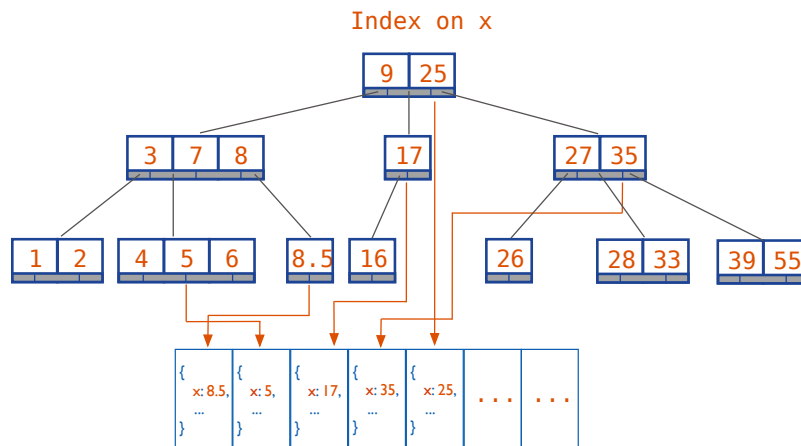 Index on x
9 25
3 7 8 17 27 35
1 2 4 5 6 8.5 16 26 28 33 39 55
{ { { { {
x: 8.5, x: 5, x: 17, x: 35, x: 25, ... ...
... ... ... ... ...
} } } } }